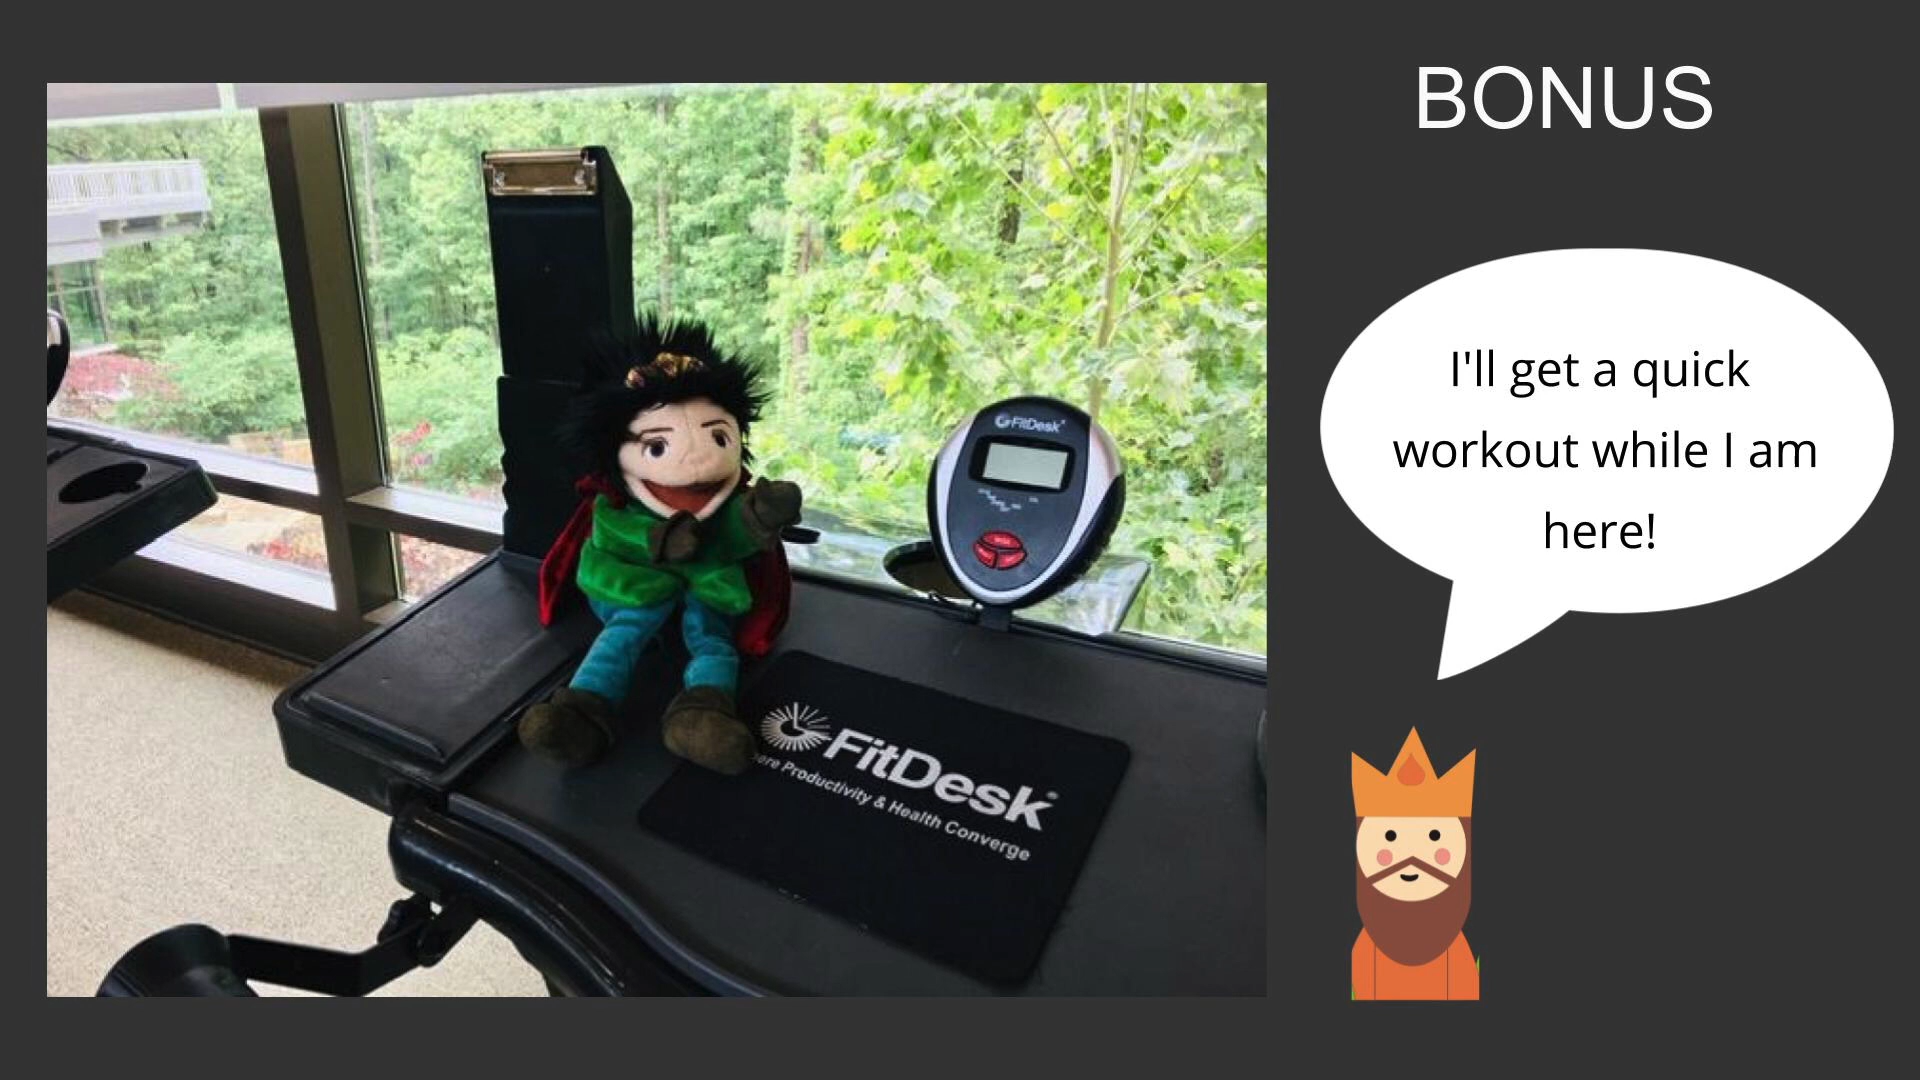 BONUS
I'll get a quick
workout while I am
here!
FitDesk
FitDesk®
Productivity & Health Converge